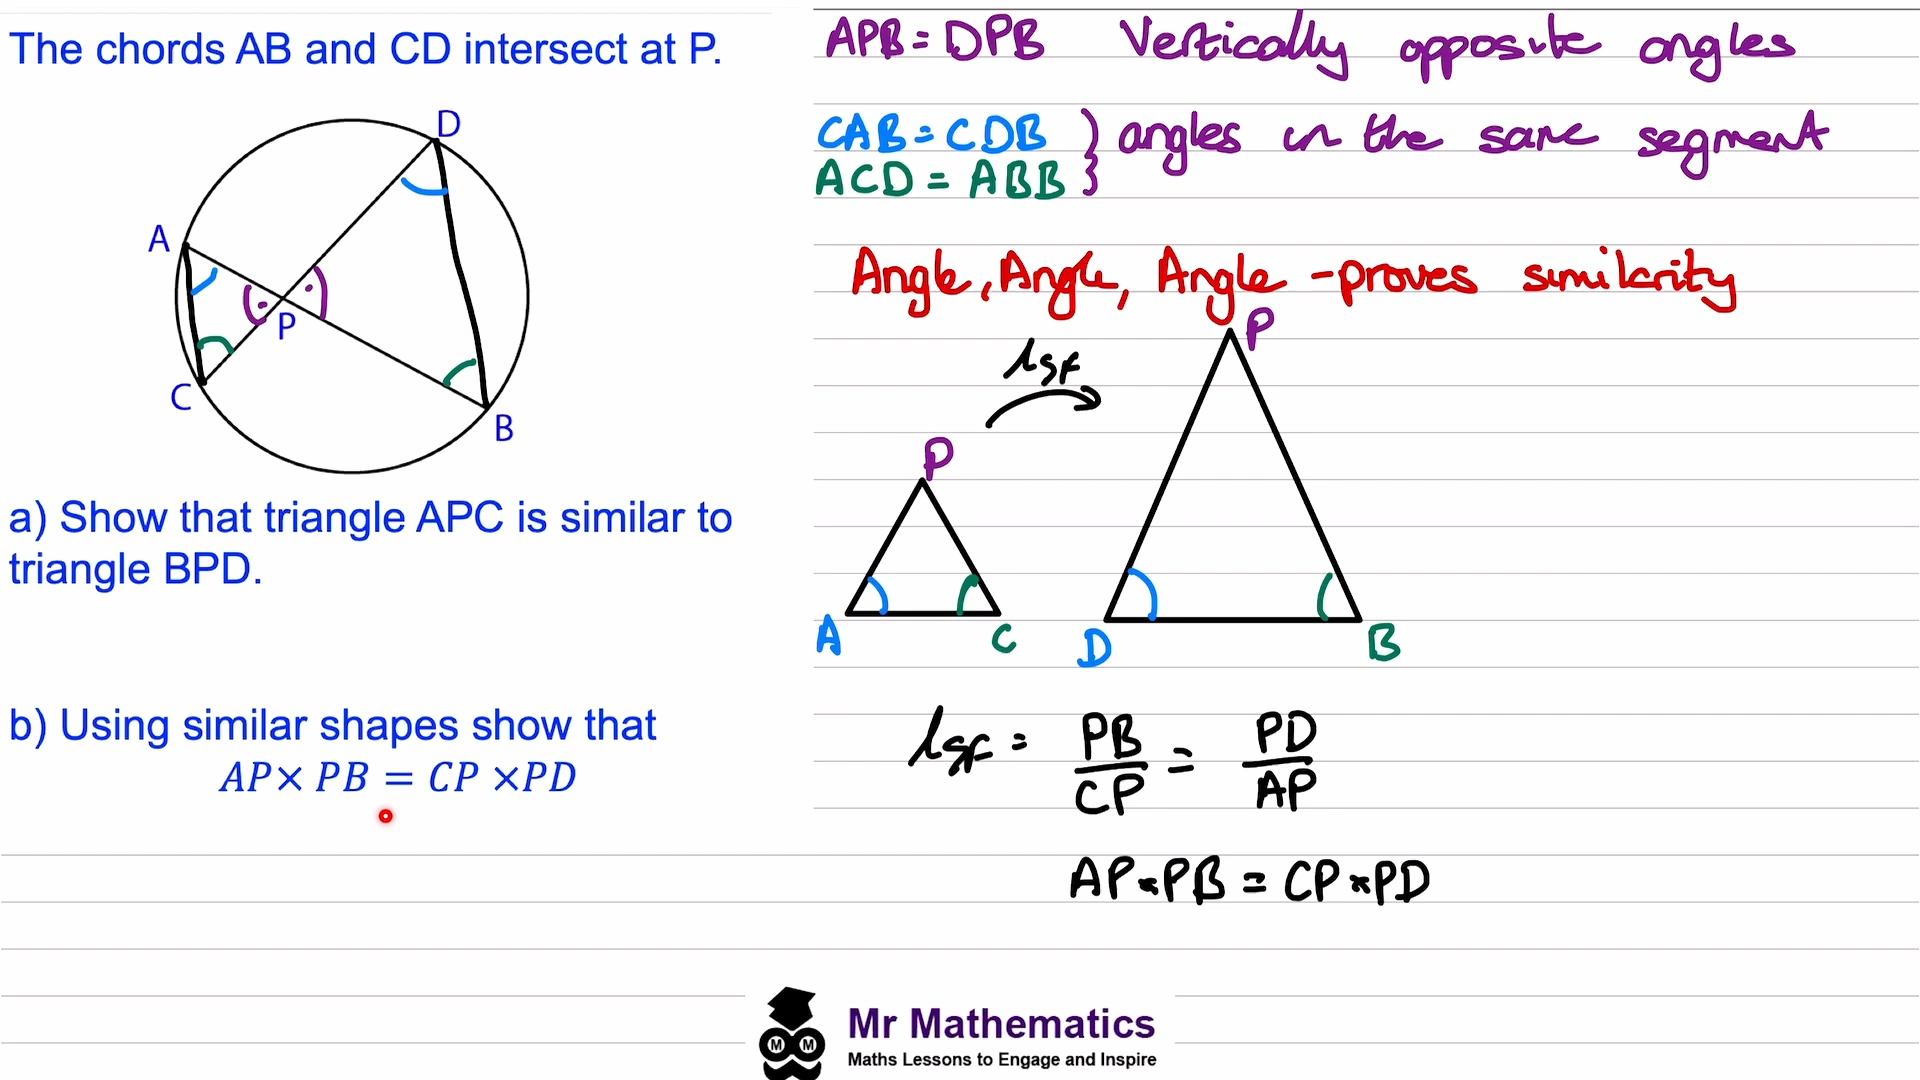 The chords AB and CD intersect at P.
D
A
P
C
B
a) Show that triangle APC is similar to
triangle BPD.
b) Using similar shapes show that
AP× PB = CP ×PD
APB = DPB Vertically opposite angles
CAB = CDB } angles in the same segment
ACD = ABB
Angle, Angle, Angle - proves similarity
P
lsf
P
A
C
D
B
lsf = PB/CP = PD/AP
AP×PB = CP×PD
M M
Mr Mathematics
Maths Lessons to Engage and Inspire